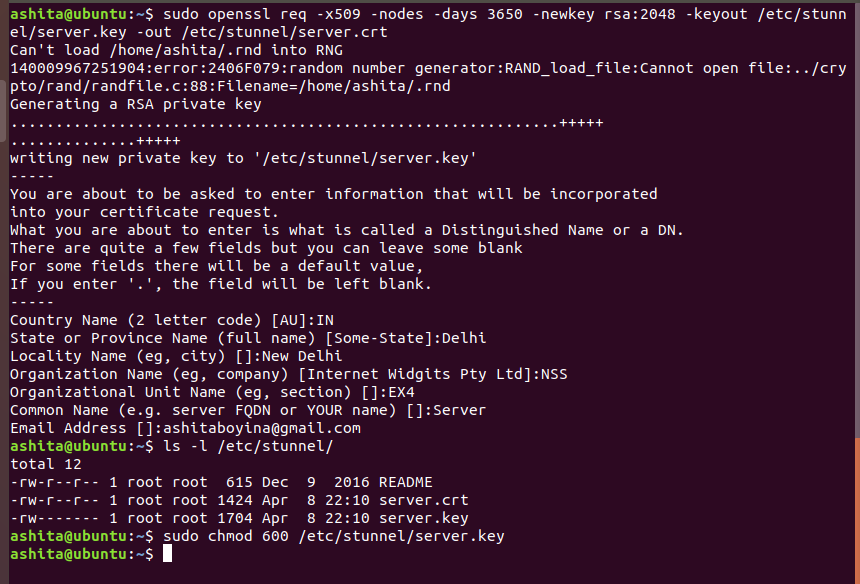 ashita@ubuntu:~$ sudo openssl req -x509 -nodes -days 3650 -newkey rsa:2048 -keyout /etc/stunn
el/server.key -out /etc/stunnel/server.crt
Can't load /home/ashita/.rnd into RNG
140009967251904:error:2406F079:random number generator:RAND_load_file:Cannot open file:../cry
pto/rand/randfile.c:88:Filename=/home/ashita/.rnd
Generating a RSA private key
.............................................................+++++
..............+++++
writing new private key to '/etc/stunnel/server.key'
-----
You are about to be asked to enter information that will be incorporated
into your certificate request.
What you are about to enter is what is called a Distinguished Name or a DN.
There are quite a few fields but you can leave some blank
For some fields there will be a default value,
If you enter '.', the field will be left blank.
-----
Country Name (2 letter code) [AU]:IN
State or Province Name (full name) [Some-State]:Delhi
Locality Name (eg, city) []:New Delhi
Organization Name (eg, company) [Internet Widgits Pty Ltd]:NSS
Organizational Unit Name (eg, section) []:EX4
Common Name (e.g. server FQDN or YOUR name) []:Server
Email Address []:ashitaboyina@gmail.com
ashita@ubuntu:~$ ls -l /etc/stunnel/
total 12
-rw-r--r-- 1 root root  615 Dec  9  2016 README
-rw-r--r-- 1 root root 1424 Apr  8 22:10 server.crt
-rw------- 1 root root 1704 Apr  8 22:10 server.key
ashita@ubuntu:~$ sudo chmod 600 /etc/stunnel/server.key
ashita@ubuntu:~$